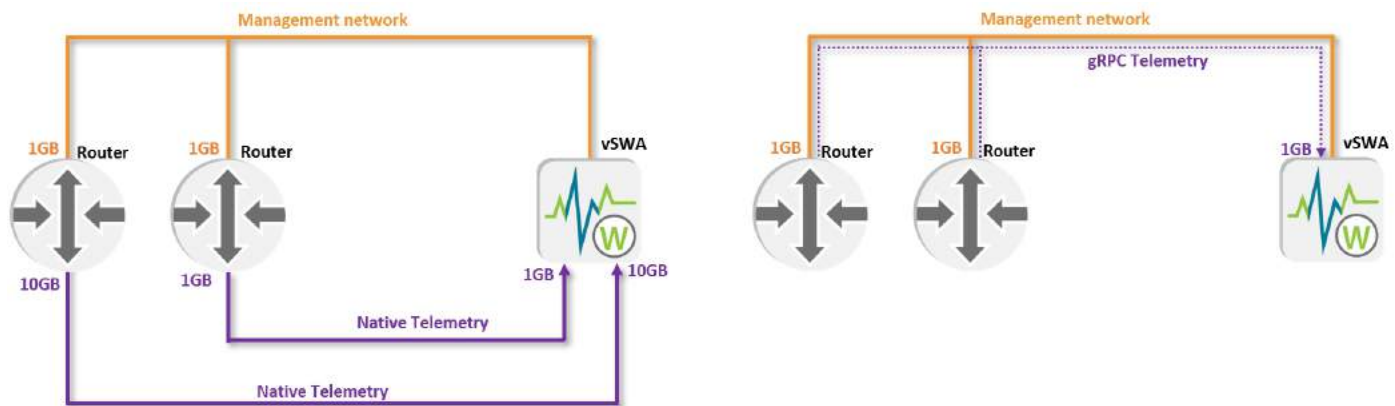 Management network
1GB
Router
1GB
Router
vSWA
W
10GB
1GB
1GB
10GB
Native Telemetry
Native Telemetry
Management network
gRPC Telemetry
1GB
Router
1GB
Router
1GB
vSWA
W